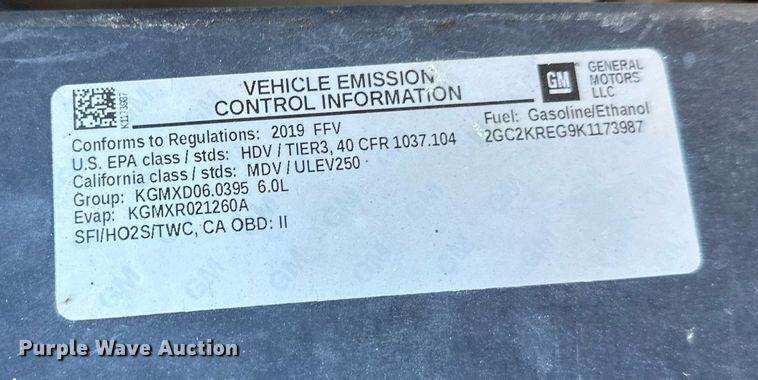 K1173987
VEHICLE EMISSION
CONTROL INFORMATION
GM
GENERAL
MOTORS
LLC
Conforms to Regulations: 2019 FFV
Fuel: Gasoline/Ethanol
U.S. EPA class / stds: HDV / TIER3, 40 CFR 1037.104
2GC2KREG9K1173987
California class / stds: MDV / ULEV250
Group: KGMXD06.0395 6.0L
Evap: KGMXR021260A
SFI/HO2S/TWC, CA OBD: II
Purple Wave Auction